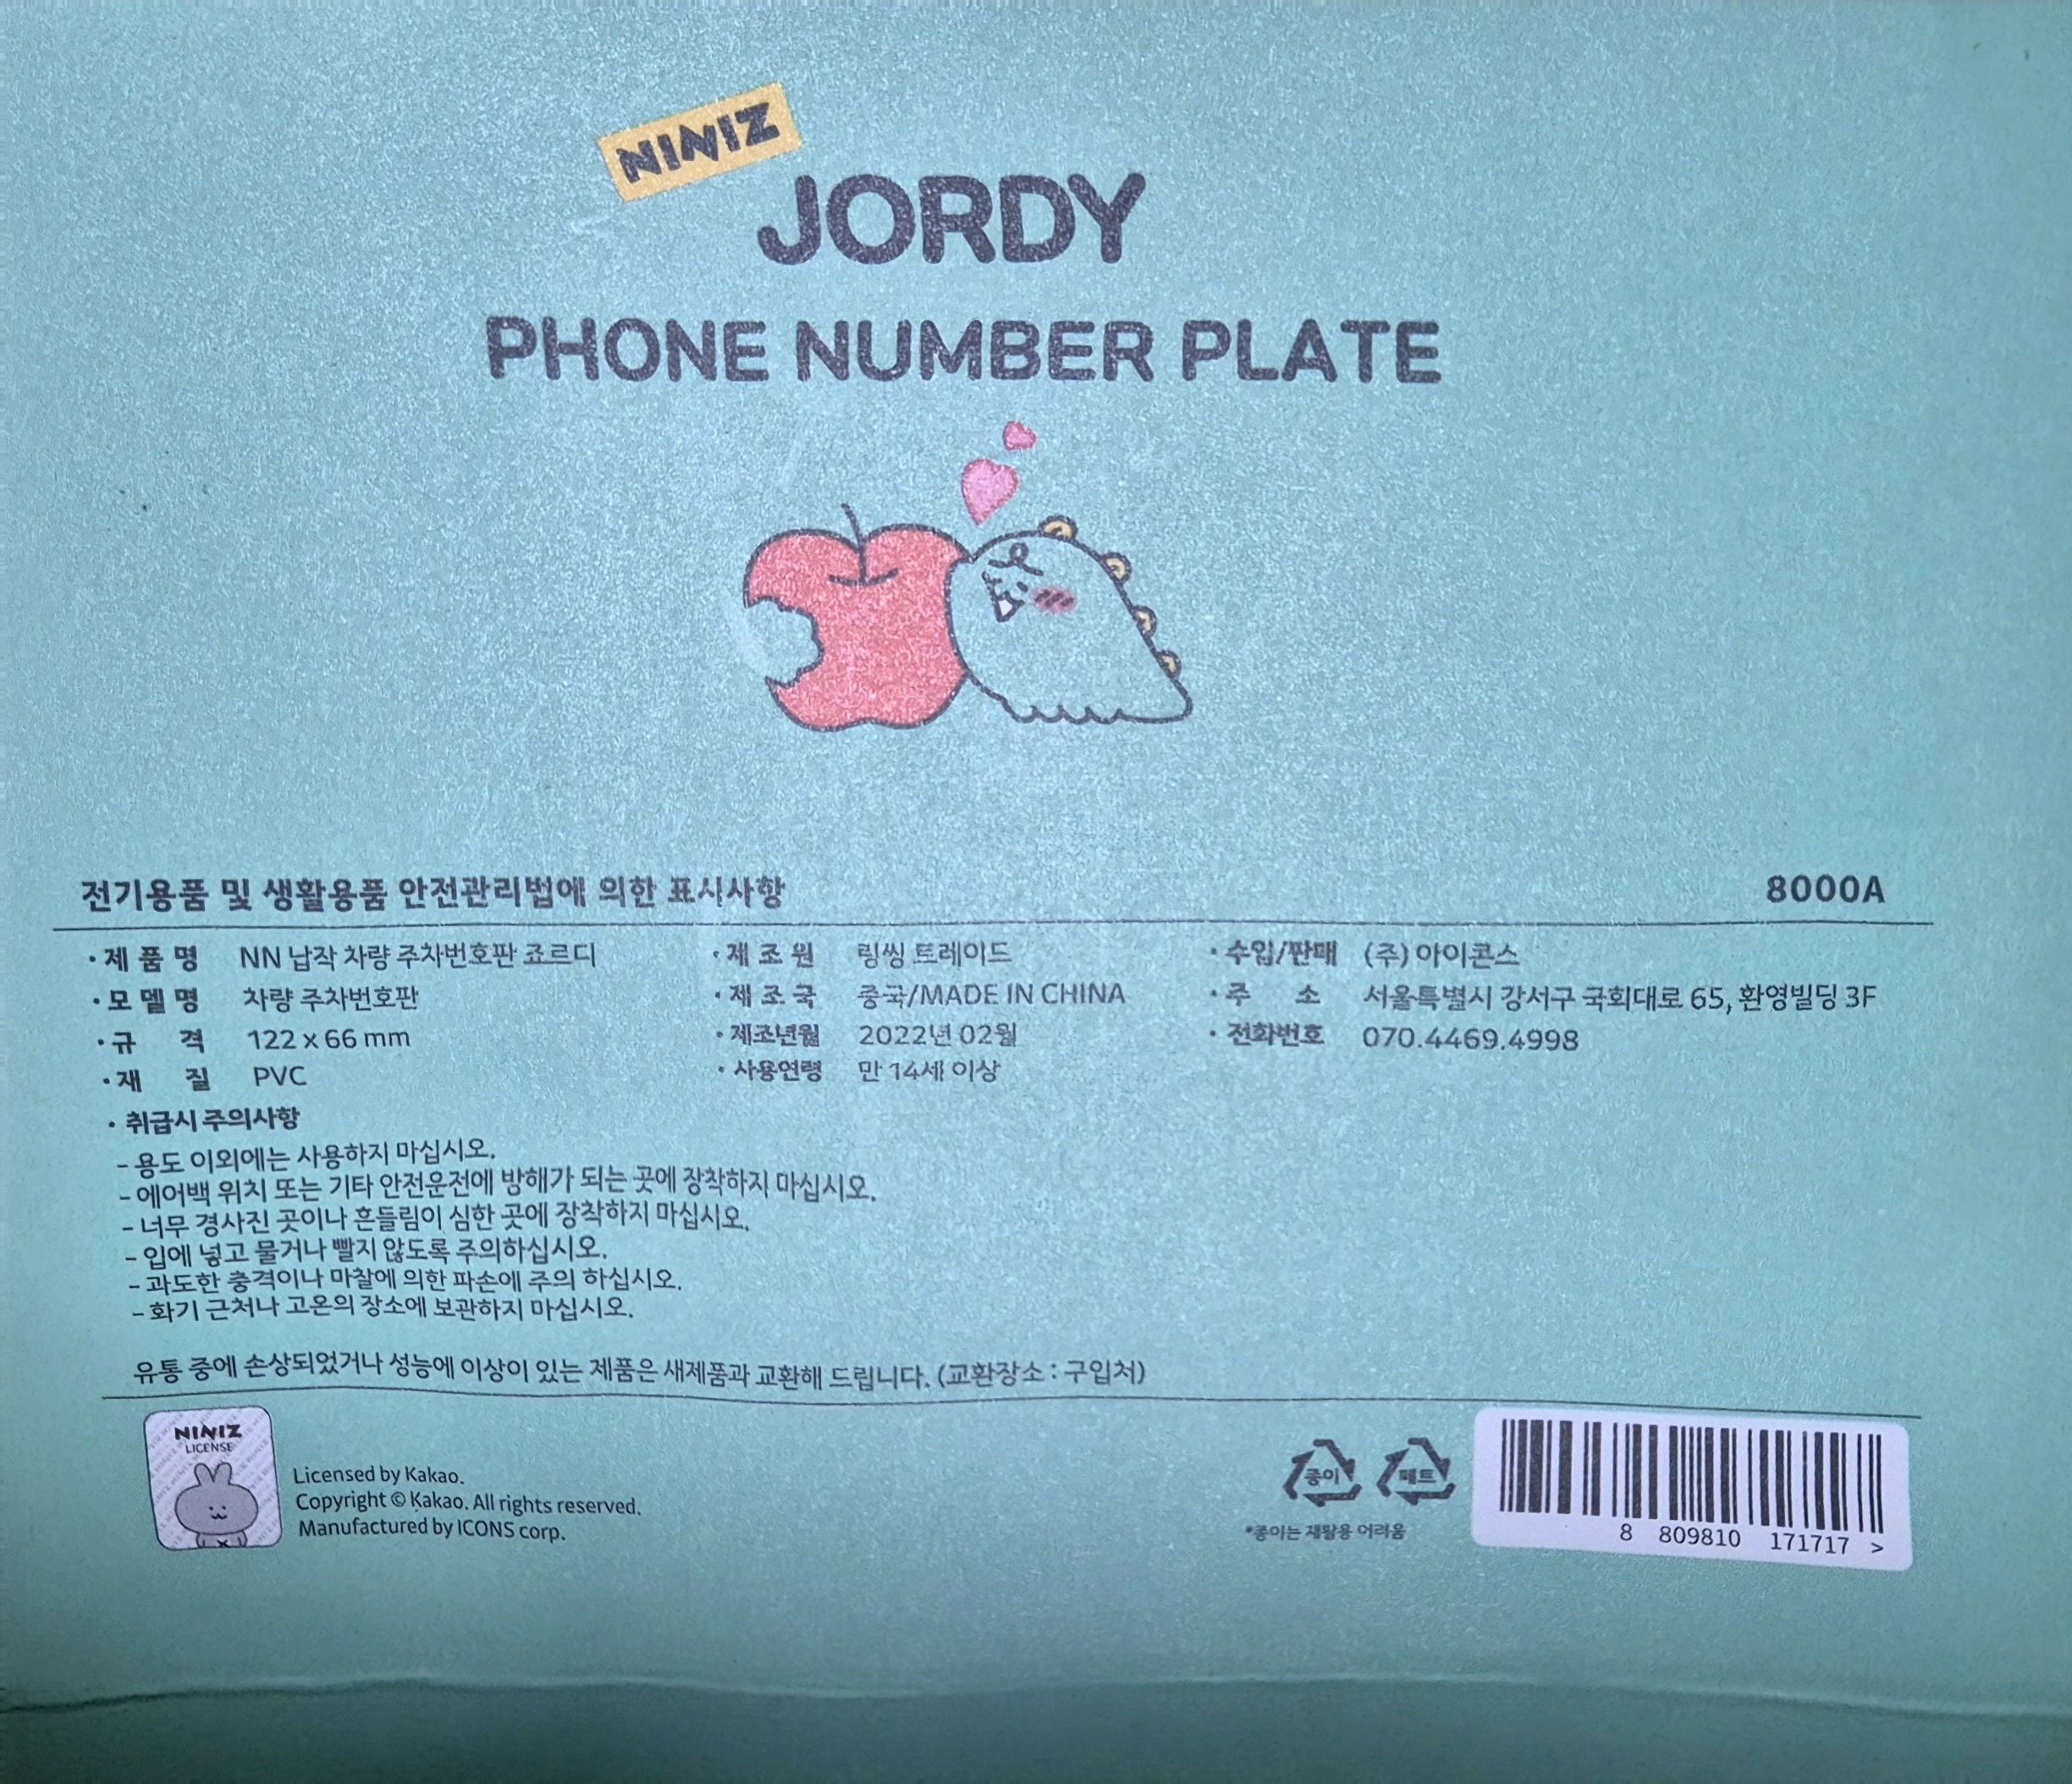 NINIZ
JORDY
PHONE NUMBER PLATE
전기용품 및 생활용품 안전관리법에 의한 표시사항 8000A
· 제 품 명 NN 납작 차량 주차번호판 죠르디
· 모 델 명 차량 주차번호판
· 규 격 122 x 66 mm
· 재 질 PVC
· 제 조 원 링씽 트레이드
· 제 조 국 중국/MADE IN CHINA
· 제조년월 2022년 02월
· 사용연령 만 14세 이상
· 수입/판매 (주) 아이콘스
· 주 소 서울특별시 강서구 국회대로 65, 환영빌딩 3F
· 전화번호 070.4469.4998
· 취급시 주의사항
- 용도 이외에는 사용하지 마십시오.
- 에어백 위치 또는 기타 안전운전에 방해가 되는 곳에 장착하지 마십시오.
- 너무 경사진 곳이나 흔들림이 심한 곳에 장착하지 마십시오.
- 입에 넣고 물거나 빨지 않도록 주의하십시오.
- 과도한 충격이나 마찰에 의한 파손에 주의 하십시오.
- 화기 근처나 고온의 장소에 보관하지 마십시오.
유통 중에 손상되었거나 성능에 이상이 있는 제품은 새제품과 교환해 드립니다. (교환장소 : 구입처)
NINIZ
LICENSE
Licensed by Kakao.
Copyright © Kakao. All rights reserved.
Manufactured by ICONS corp.
종이 페트
*종이는 재활용 어려움
8 809810 171717 >